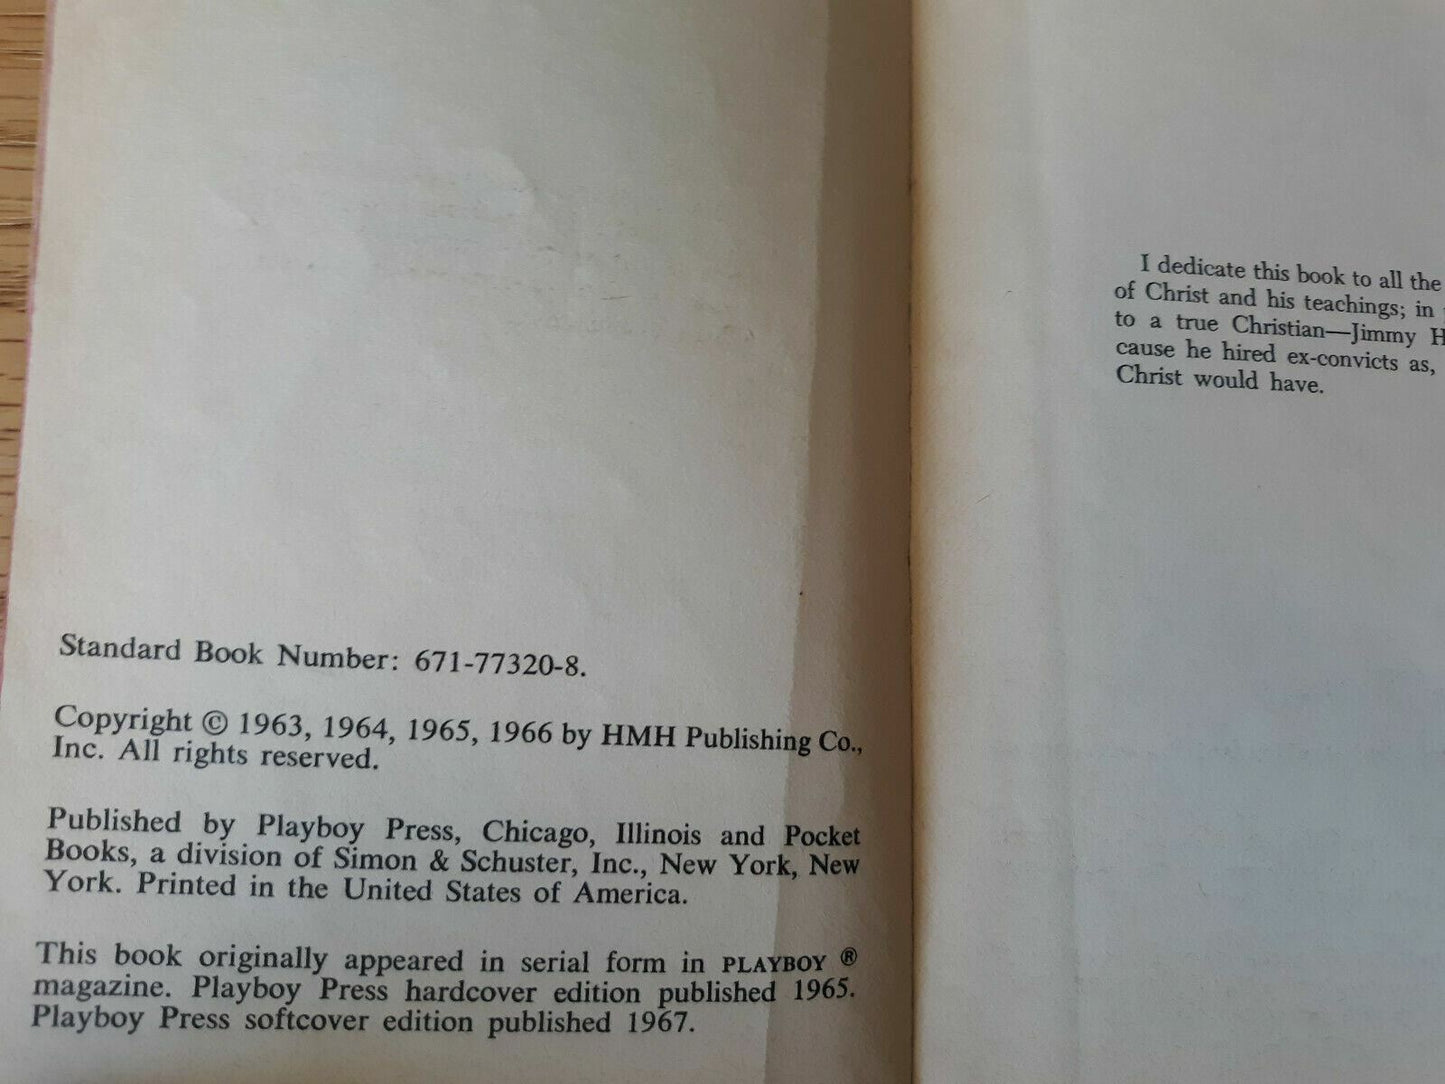 Standard Book Number: 671-77320-8.
Copyright © 1963, 1964, 1965, 1966 by HMH Publishing Co.,
Inc. All rights reserved.
Published by Playboy Press, Chicago, Illinois and Pocket
Books, a division of Simon & Schuster, Inc., New York, New
York. Printed in the United States of America.
This book originally appeared in serial form in PLAYBOY ®
magazine. Playboy Press hardcover edition published 1965.
Playboy Press softcover edition published 1967.
I dedicate this book to all the
of Christ and his teachings; in
to a true Christian—Jimmy
cause he hired ex-convicts as,
Christ would have.